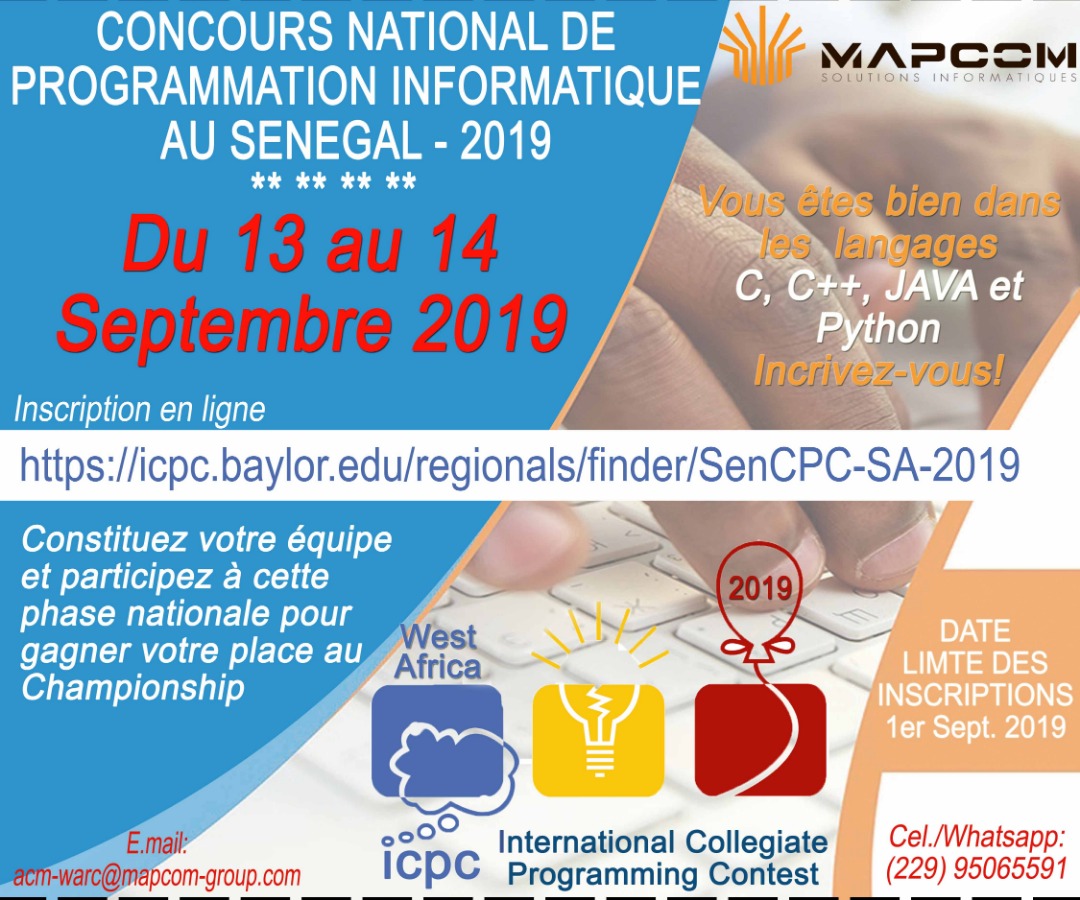 CONCOURS NATIONAL DE
PROGRAMMATION INFORMATIQUE
AU SENEGAL - 2019
** ** ** **
Du 13 au 14
Septembre 2019
MAPCOM
SOLUTIONS INFORMATIQUES
Vous êtes bien dans
les langages
C, C++, JAVA et
Python
Incrivez-vous!
Inscription en ligne
https://icpc.baylor.edu/regionals/finder/SenCPC-SA-2019
Constituez votre équipe
et participez à cette
phase nationale pour
gagner votre place au
Championship
West
Africa
2019
icpc
International Collegiate
Programming Contest
DATE
LIMTE DES
INSCRIPTIONS
1er Sept. 2019
E.mail:
acm-warc@mapcom-group.com
Cel./Whatsapp:
(229) 95065591